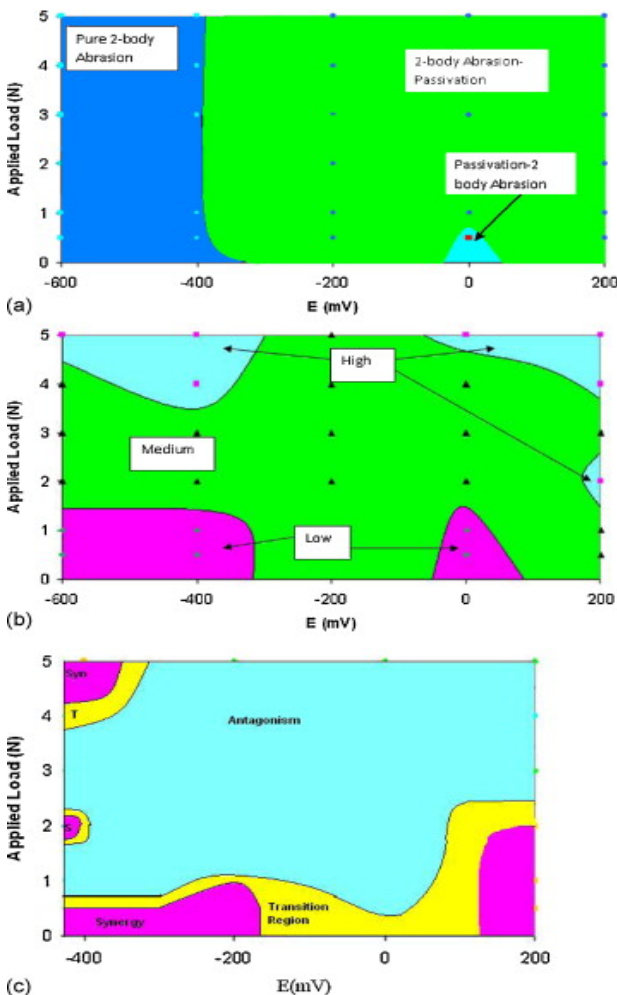 (a)
Applied Load (N)
5
4
3
2
1
0
Pure 2-body
Abrasion
2-body Abrasion-
Passivation
Passivation-2
body Abrasion
-600
-400
-200
0
200
E (mV)
(b)
Applied Load (N)
5
4
3
2
1
0
High
Medium
Low
-600
-400
-200
0
200
E (mV)
(c)
Applied Load (N)
5
4
3
2
1
0
Syn
T
Antagonism
S
Synergy
Transition
Region
-400
-200
0
200
E(mV)